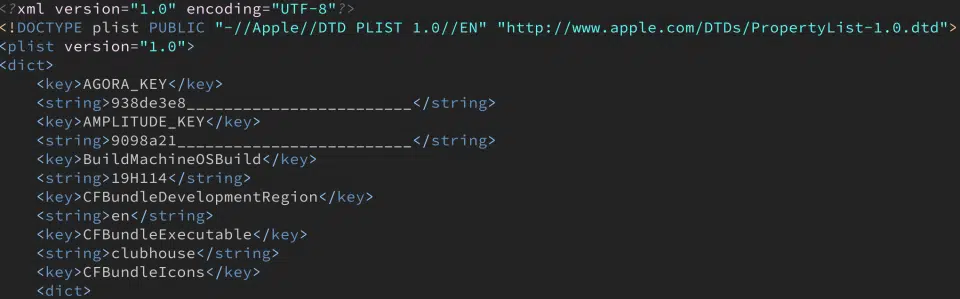 <?xml version="1.0" encoding="UTF-8"?>
<!DOCTYPE plist PUBLIC "-//Apple//DTD PLIST 1.0//EN" "http://www.apple.com/DTDs/PropertyList-1.0.dtd">
<plist version="1.0">
<dict>
    <key>AGORA_KEY</key>
    <string>938de3e8________________________</string>
    <key>AMPLITUDE_KEY</key>
    <string>9098a21_________________________</string>
    <key>BuildMachineOSBuild</key>
    <string>19H114</string>
    <key>CFBundleDevelopmentRegion</key>
    <string>en</string>
    <key>CFBundleExecutable</key>
    <string>clubhouse</string>
    <key>CFBundleIcons</key>
    <dict>